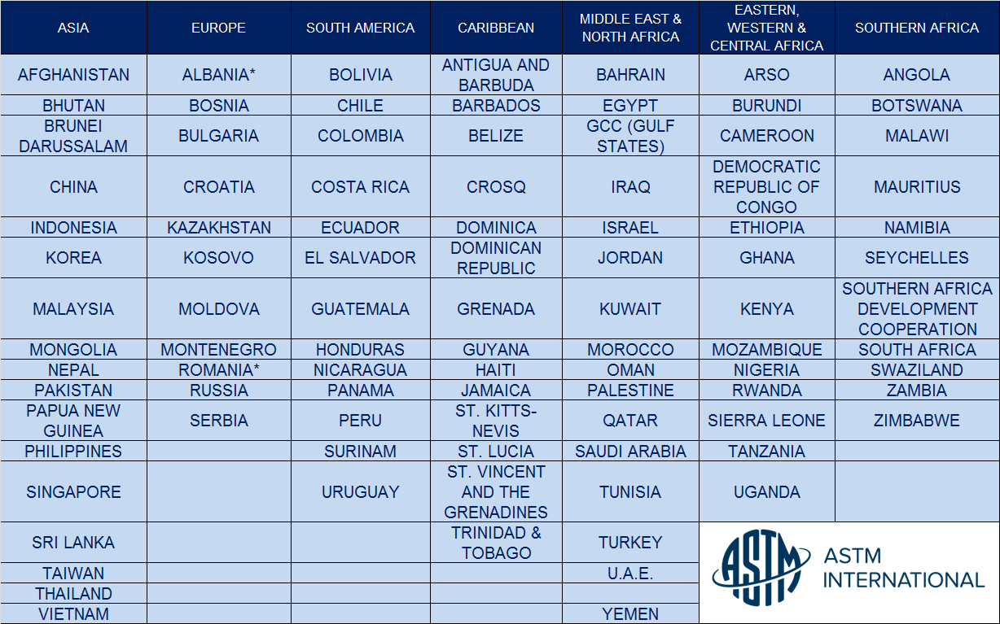 ASIA EUROPE SOUTH AMERICA CARIBBEAN MIDDLE EAST & NORTH AFRICA EASTERN, WESTERN & CENTRAL AFRICA SOUTHERN AFRICA
AFGHANISTAN ALBANIA* BOLIVIA ANTIGUA AND BARBUDA BAHRAIN ARSO ANGOLA
BHUTAN BOSNIA CHILE BARBADOS EGYPT BURUNDI BOTSWANA
BRUNEI DARUSSALAM BULGARIA COLOMBIA BELIZE GCC (GULF STATES) CAMEROON MALAWI
CHINA CROATIA COSTA RICA CROSQ IRAQ DEMOCRATIC REPUBLIC OF CONGO MAURITIUS
INDONESIA KAZAKHSTAN ECUADOR DOMINICA ISRAEL ETHIOPIA NAMIBIA
KOREA KOSOVO EL SALVADOR DOMINICAN REPUBLIC JORDAN GHANA SEYCHELLES
MALAYSIA MOLDOVA GUATEMALA GRENADA KUWAIT KENYA SOUTHERN AFRICA DEVELOPMENT COOPERATION
MONGOLIA MONTENEGRO HONDURAS GUYANA MOROCCO MOZAMBIQUE SOUTH AFRICA
NEPAL ROMANIA* NICARAGUA HAITI OMAN NIGERIA SWAZILAND
PAKISTAN RUSSIA PANAMA JAMAICA PALESTINE RWANDA ZAMBIA
PAPUA NEW GUINEA SERBIA PERU ST. KITTS-NEVIS QATAR SIERRA LEONE ZIMBABWE
PHILIPPINES SURINAM ST. LUCIA SAUDI ARABIA TANZANIA
SINGAPORE URUGUAY ST. VINCENT AND THE GRENADINES TUNISIA UGANDA
SRI LANKA TRINIDAD & TOBAGO TURKEY
TAIWAN U.A.E.
THAILAND
VIETNAM YEMEN
ASTM
ASTM
INTERNATIONAL